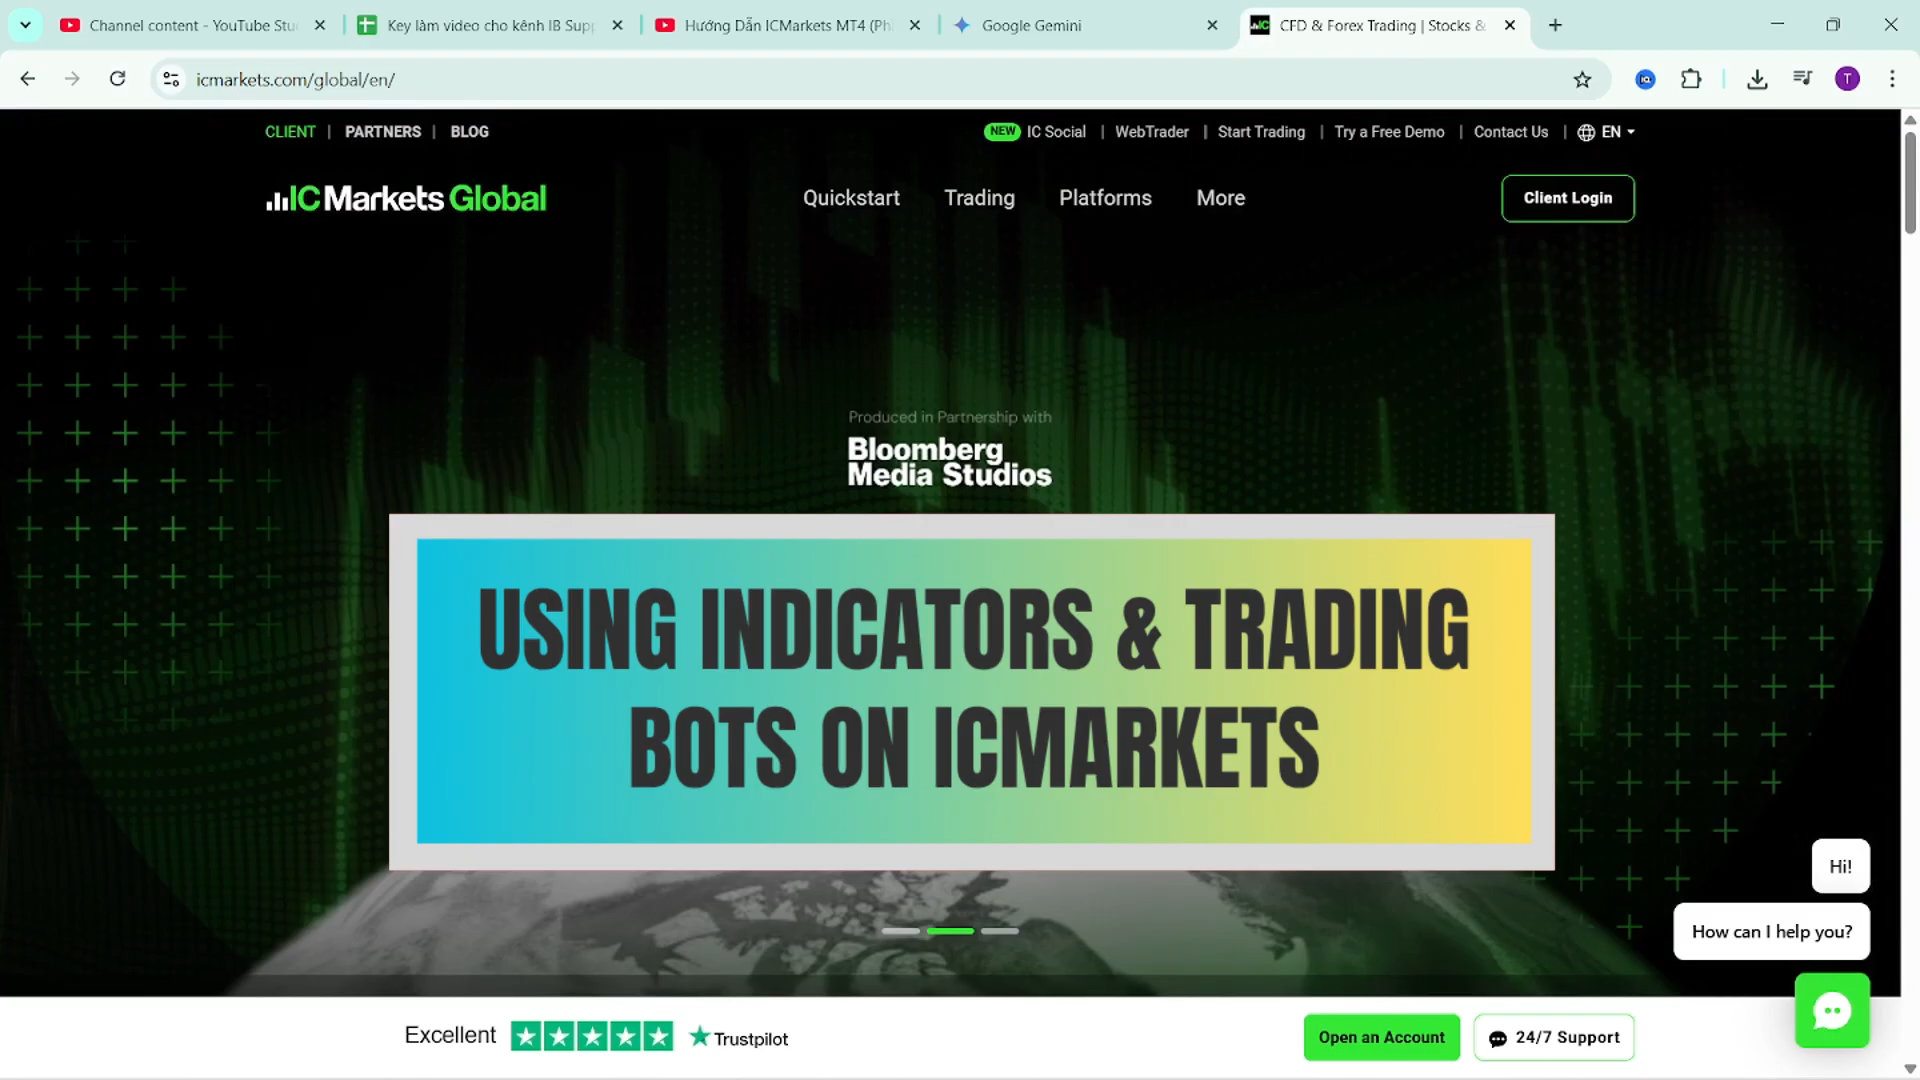 Channel content - YouTube Stu
Key làm video cho kênh IB Supp
Hướng Dẫn ICMarkets MT4 (Ph
Google Gemini
CFD & Forex Trading | Stocks &
icmarkets.com/global/en/
T
CLIENT | PARTNERS | BLOG
NEW IC Social | WebTrader | Start Trading | Try a Free Demo | Contact Us | EN
IC Markets Global
Quickstart
Trading
Platforms
More
Client Login
Produced in Partnership with
Bloomberg
Media Studios
USING INDICATORS & TRADING
BOTS ON ICMARKETS
Hi!
How can I help you?
Excellent
Trustpilot
Open an Account
24/7 Support